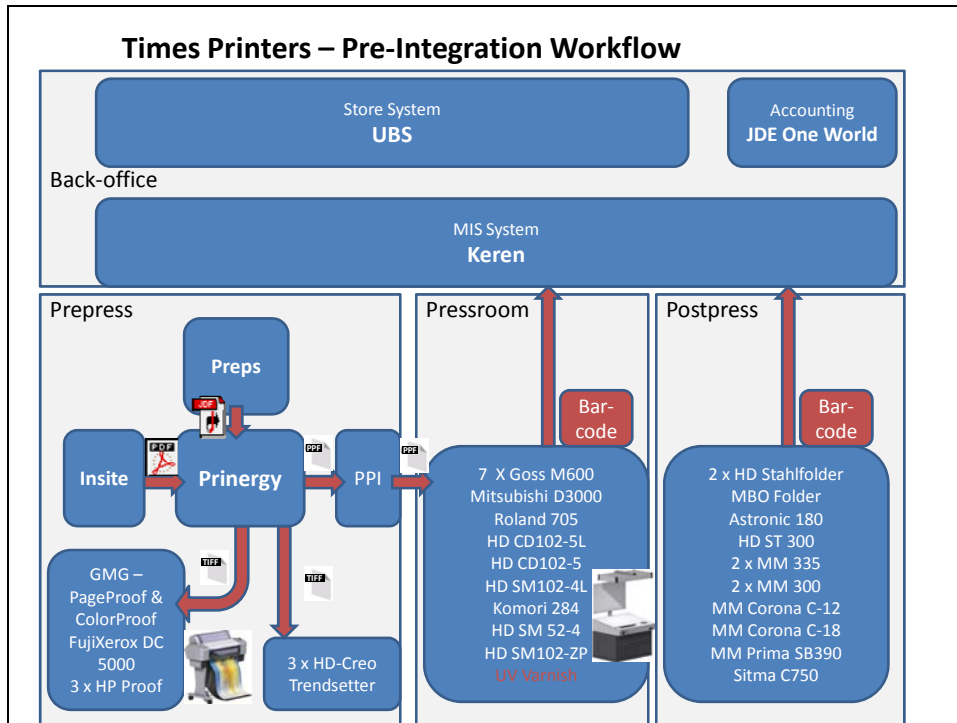 Times Printers – Pre-Integration Workflow
Store System
UBS
Accounting
JDE One World
Back-office
MIS System
Keren
Prepress
Pressroom
Postpress
Preps
JDF
Bar-
code
Bar-
code
PDF
PPF
PPF
Insite
Prinergy
PPI
7 X Goss M600
Mitsubishi D3000
Roland 705
HD CD102-5L
HD CD102-5
HD SM102-4L
Komori 284
HD SM 52-4
HD SM102-ZP
UV Varnish
2 x HD Stahlfolder
MBO Folder
Astronic 180
HD ST 300
2 x MM 335
2 x MM 300
MM Corona C-12
MM Corona C-18
MM Prima SB390
Sitma C750
TIFF
TIFF
GMG –
PageProof &
ColorProof
FujiXerox DC
5000
3 x HP Proof
3 x HD-Creo
Trendsetter